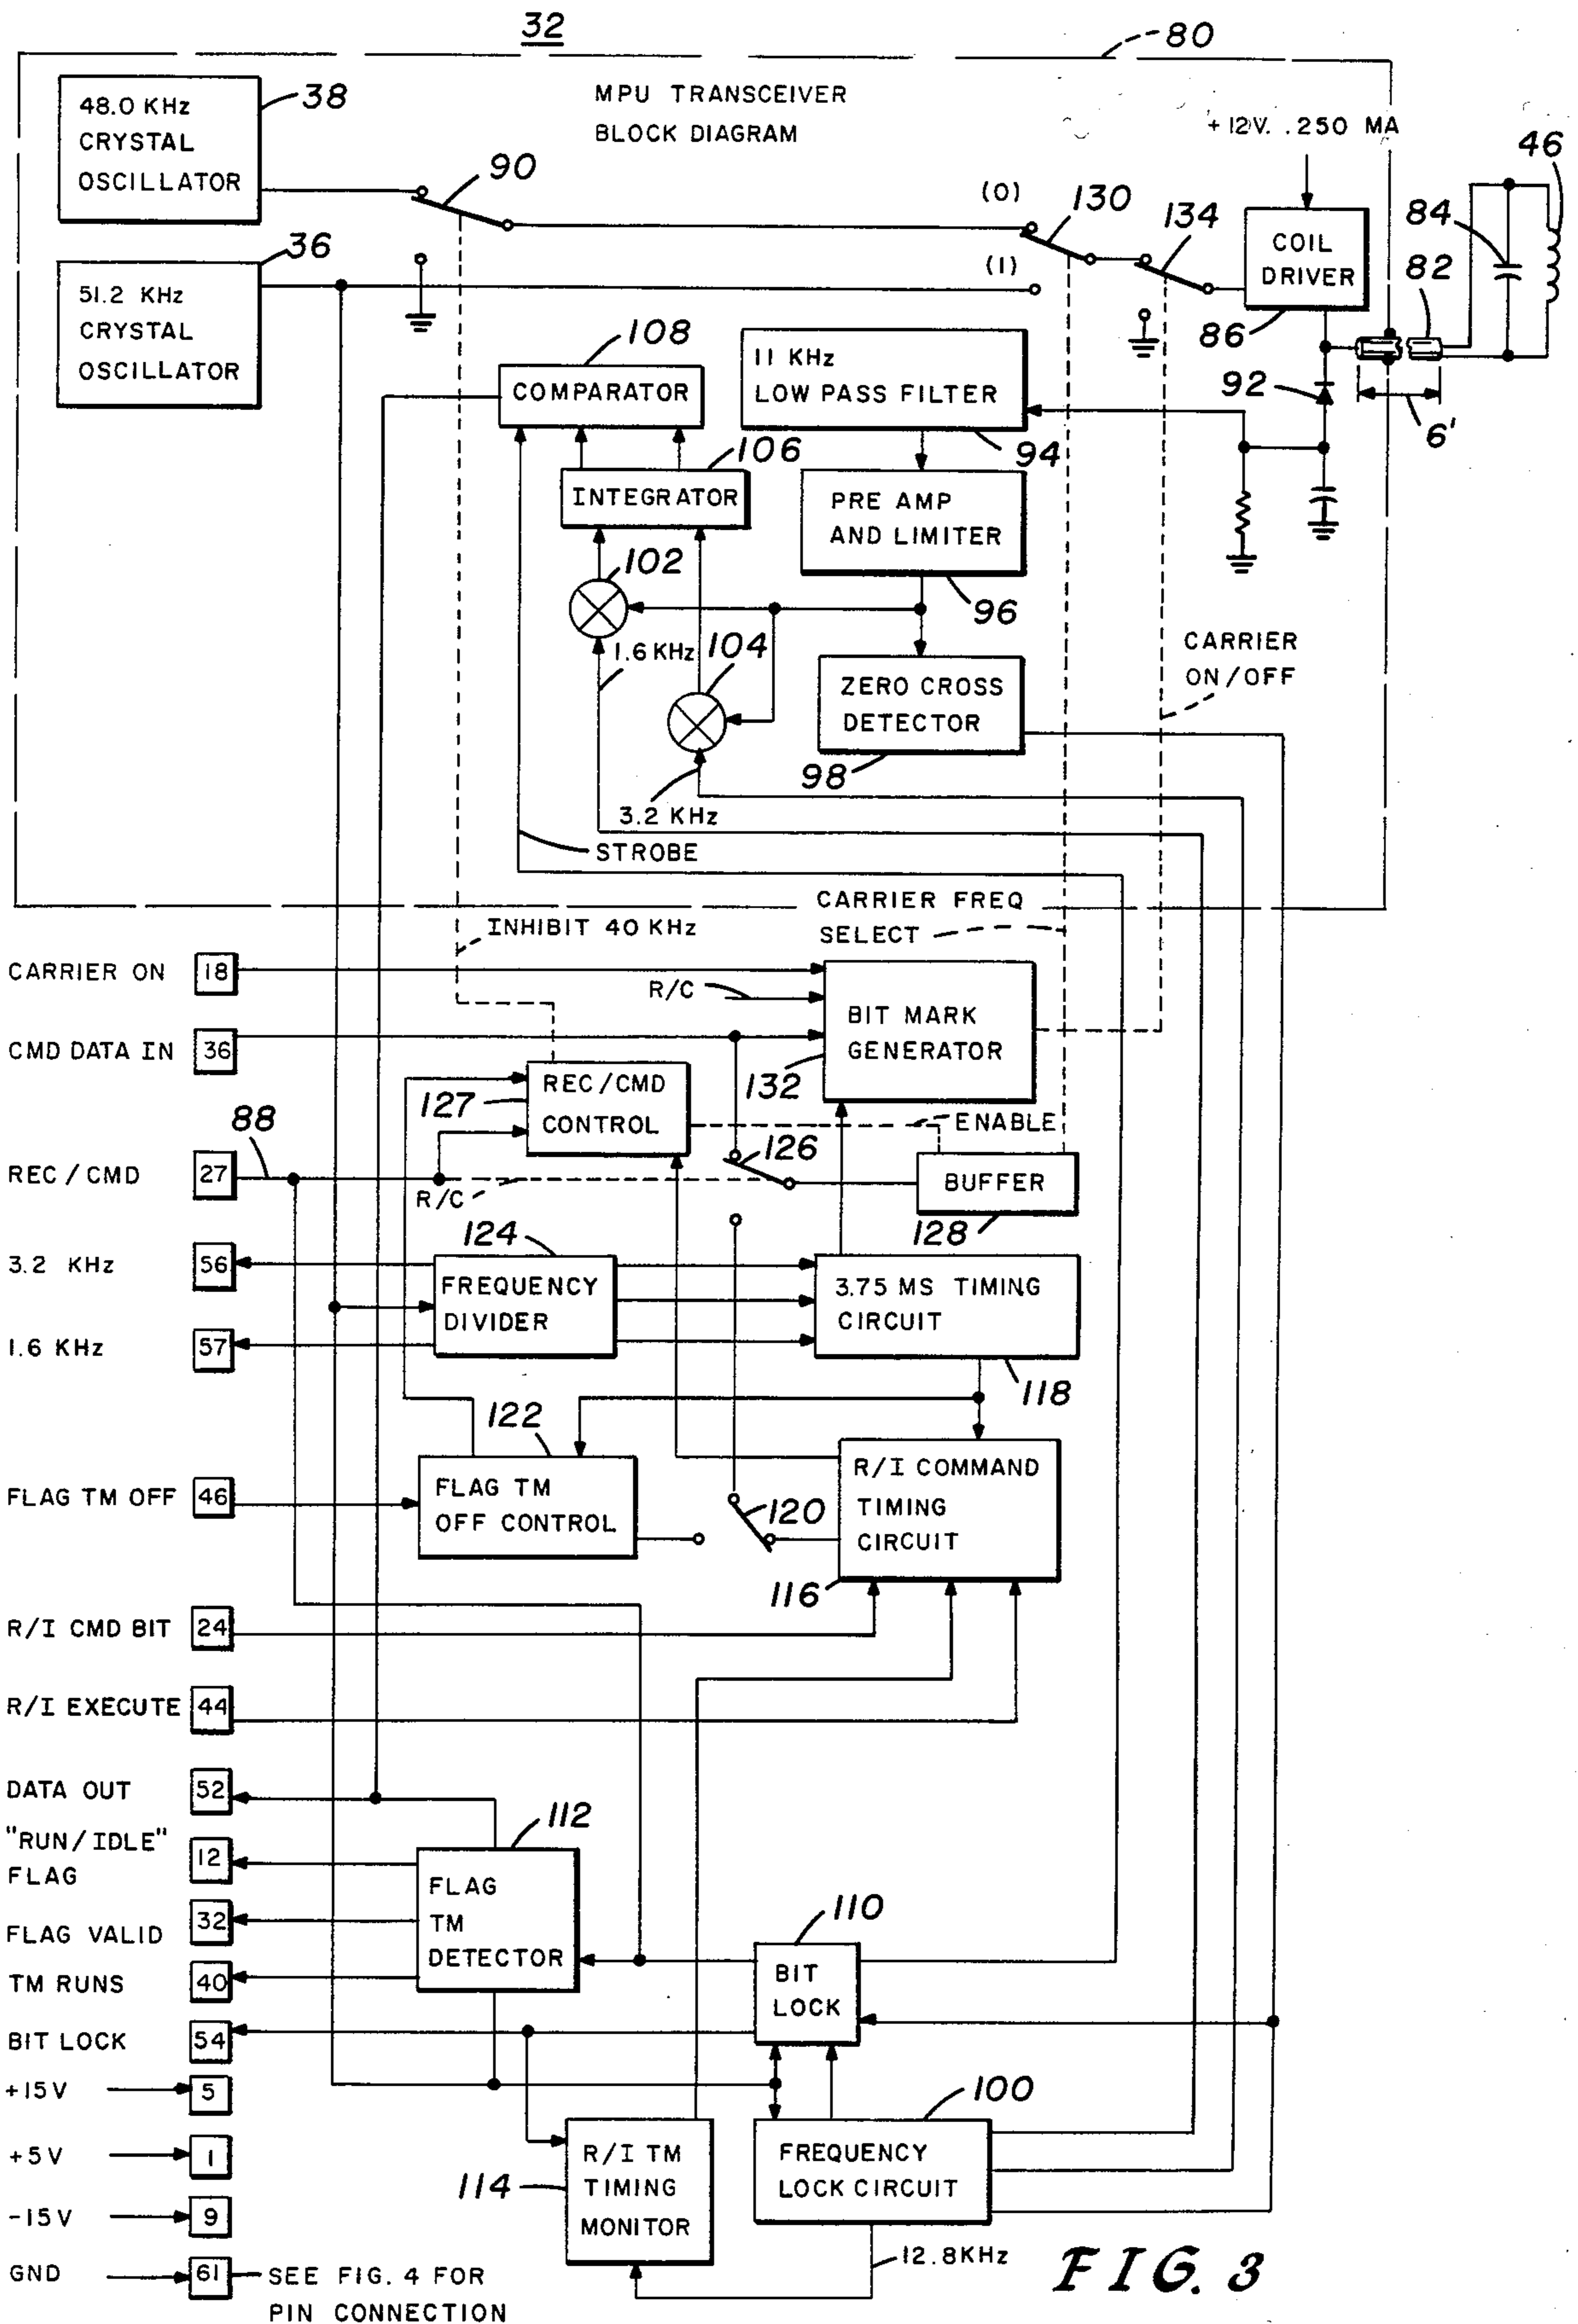 32
80
MPU TRANSCEIVER
BLOCK DIAGRAM
48.0 KHz
CRYSTAL
OSCILLATOR
38
90
+12V. .250 MA
46
(0)
130
134
84
36
51.2 KHz
CRYSTAL
OSCILLATOR
(1)
COIL
DRIVER
82
86
108
COMPARATOR
11 KHz
LOW PASS FILTER
92
6'
94
106
INTEGRATOR
PRE AMP
AND LIMITER
102
96
1.6 KHz
104
CARRIER
ON/OFF
ZERO CROSS
DETECTOR
98
3.2 KHz
STROBE
CARRIER FREQ
SELECT
INHIBIT 40 KHz
CARRIER ON
18
R/C
BIT MARK
GENERATOR
CMD DATA IN
36
132
REC/CMD
CONTROL
127
88
ENABLE
126
REC / CMD
27
R/C
BUFFER
128
124
3.2 KHz
56
FREQUENCY
DIVIDER
3.75 MS TIMING
CIRCUIT
1.6 KHz
57
118
122
R/I COMMAND
TIMING
CIRCUIT
FLAG TM OFF
46
FLAG TM
OFF CONTROL
120
116
R/I CMD BIT
24
R/I EXECUTE
44
DATA OUT
52
112
"RUN/IDLE"
FLAG
12
FLAG
TM
DETECTOR
FLAG VALID
32
110
TM RUNS
40
BIT
LOCK
BIT LOCK
54
+15V
5
100
+5V
1
R/I TM
TIMING
MONITOR
114
FREQUENCY
LOCK CIRCUIT
-15V
9
12.8KHz
GND
61
SEE FIG. 4 FOR
PIN CONNECTION
FIG. 3